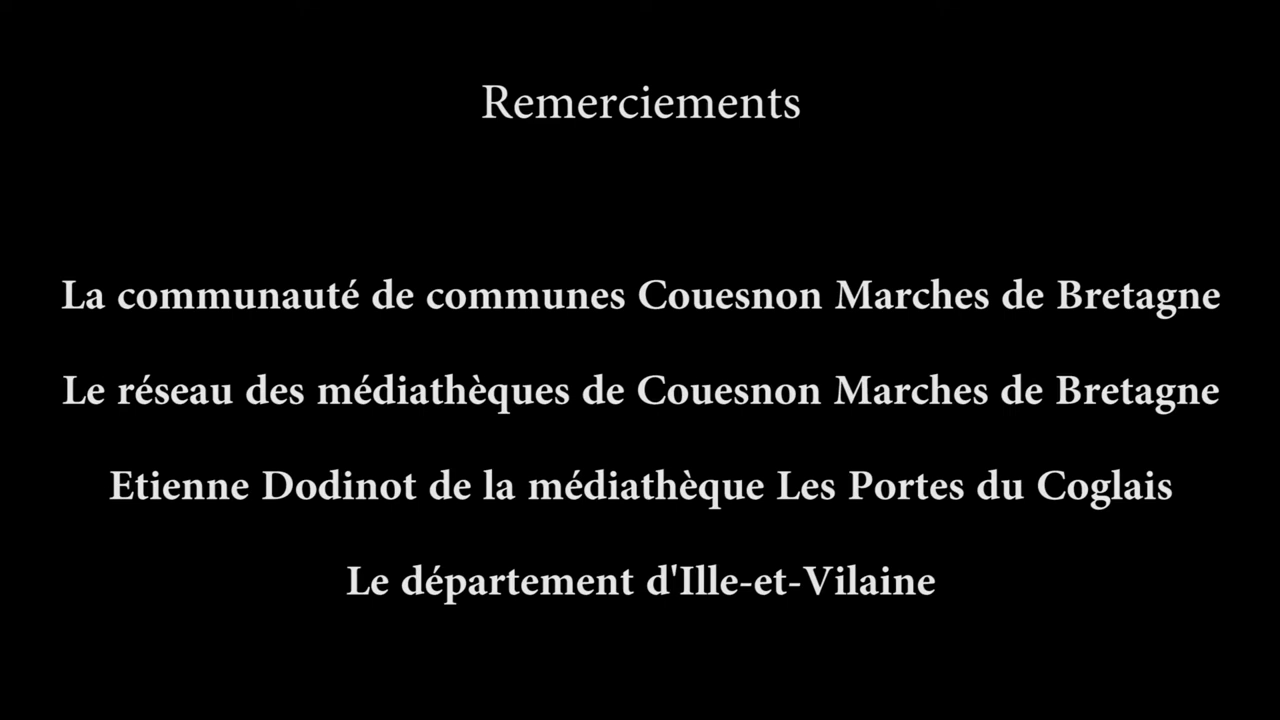 Remerciements
La communauté de communes Couesnon Marches de Bretagne
Le réseau des médiathèques de Couesnon Marches de Bretagne
Etienne Dodinot de la médiathèque Les Portes du Coglais
Le département d'Ille-et-Vilaine